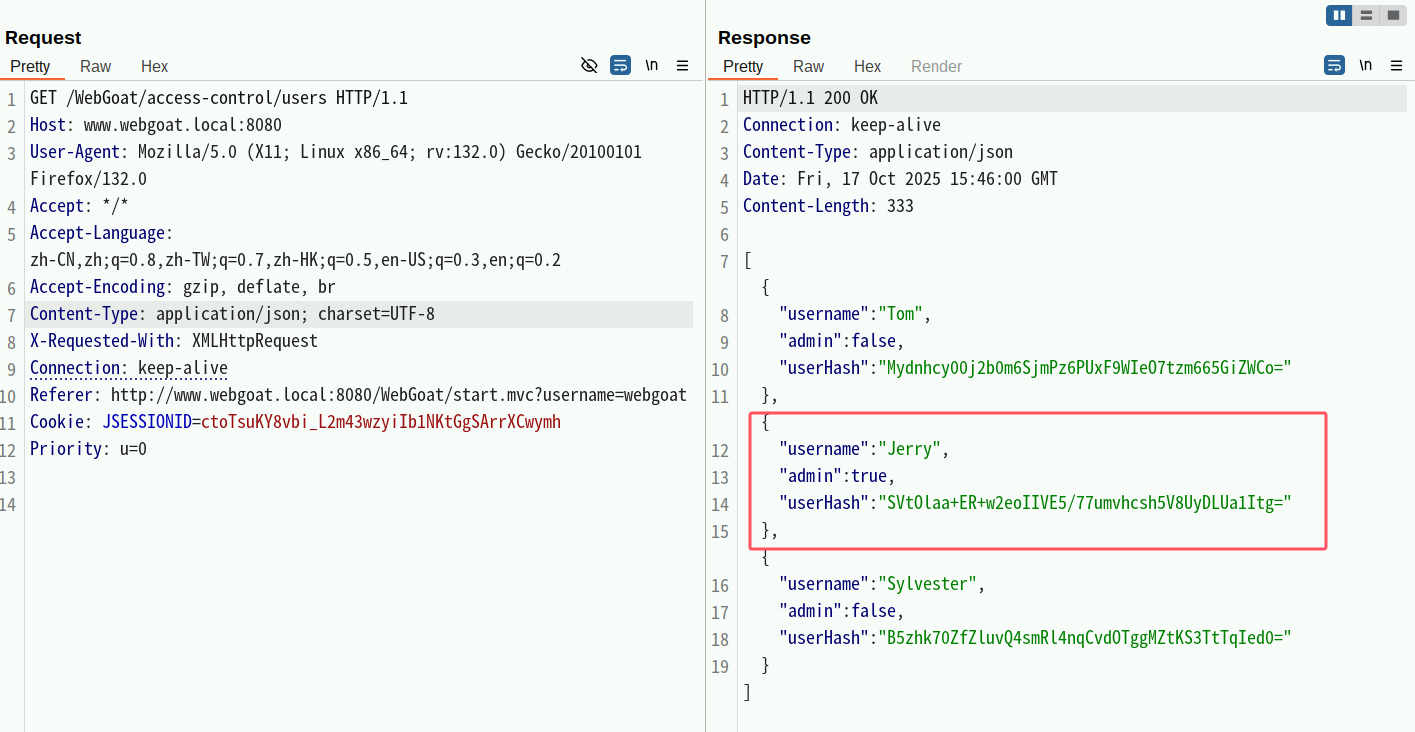 Request
Pretty Raw Hex \n
1 GET /WebGoat/access-control/users HTTP/1.1
2 Host: www.webgoat.local:8080
3 User-Agent: Mozilla/5.0 (X11; Linux x86_64; rv:132.0) Gecko/20100101
Firefox/132.0
4 Accept: */*
5 Accept-Language:
zh-CN,zh;q=0.8,zh-TW;q=0.7,zh-HK;q=0.5,en-US;q=0.3,en;q=0.2
6 Accept-Encoding: gzip, deflate, br
7 Content-Type: application/json; charset=UTF-8
8 X-Requested-With: XMLHttpRequest
9 Connection: keep-alive
10 Referer: http://www.webgoat.local:8080/WebGoat/start.mvc?username=webgoat
11 Cookie: JSESSIONID=ctoTsuKY8vbi_L2m43wzyiIb1NKtGgSArrXCwymh
12 Priority: u=0
13
14
Response
Pretty Raw Hex Render \n
1 HTTP/1.1 200 OK
2 Connection: keep-alive
3 Content-Type: application/json
4 Date: Fri, 17 Oct 2025 15:46:00 GMT
5 Content-Length: 333
6
7 [
{
8 "username":"Tom",
9 "admin":false,
10 "userHash":"Mydnhcy00j2b0m6SjmPz6PUxF9WIeO7tzm665GiZWCo="
11 },
{
12 "username":"Jerry",
13 "admin":true,
14 "userHash":"SVtOlaa+ER+w2eoIIVE5/77umvhcsh5V8UyDLUa1Itg="
15 },
{
16 "username":"Sylvester",
17 "admin":false,
18 "userHash":"B5zhk70ZfZluvQ4smRl4nqCvdOTggMZtKS3TtTqIed0="
19 }
]